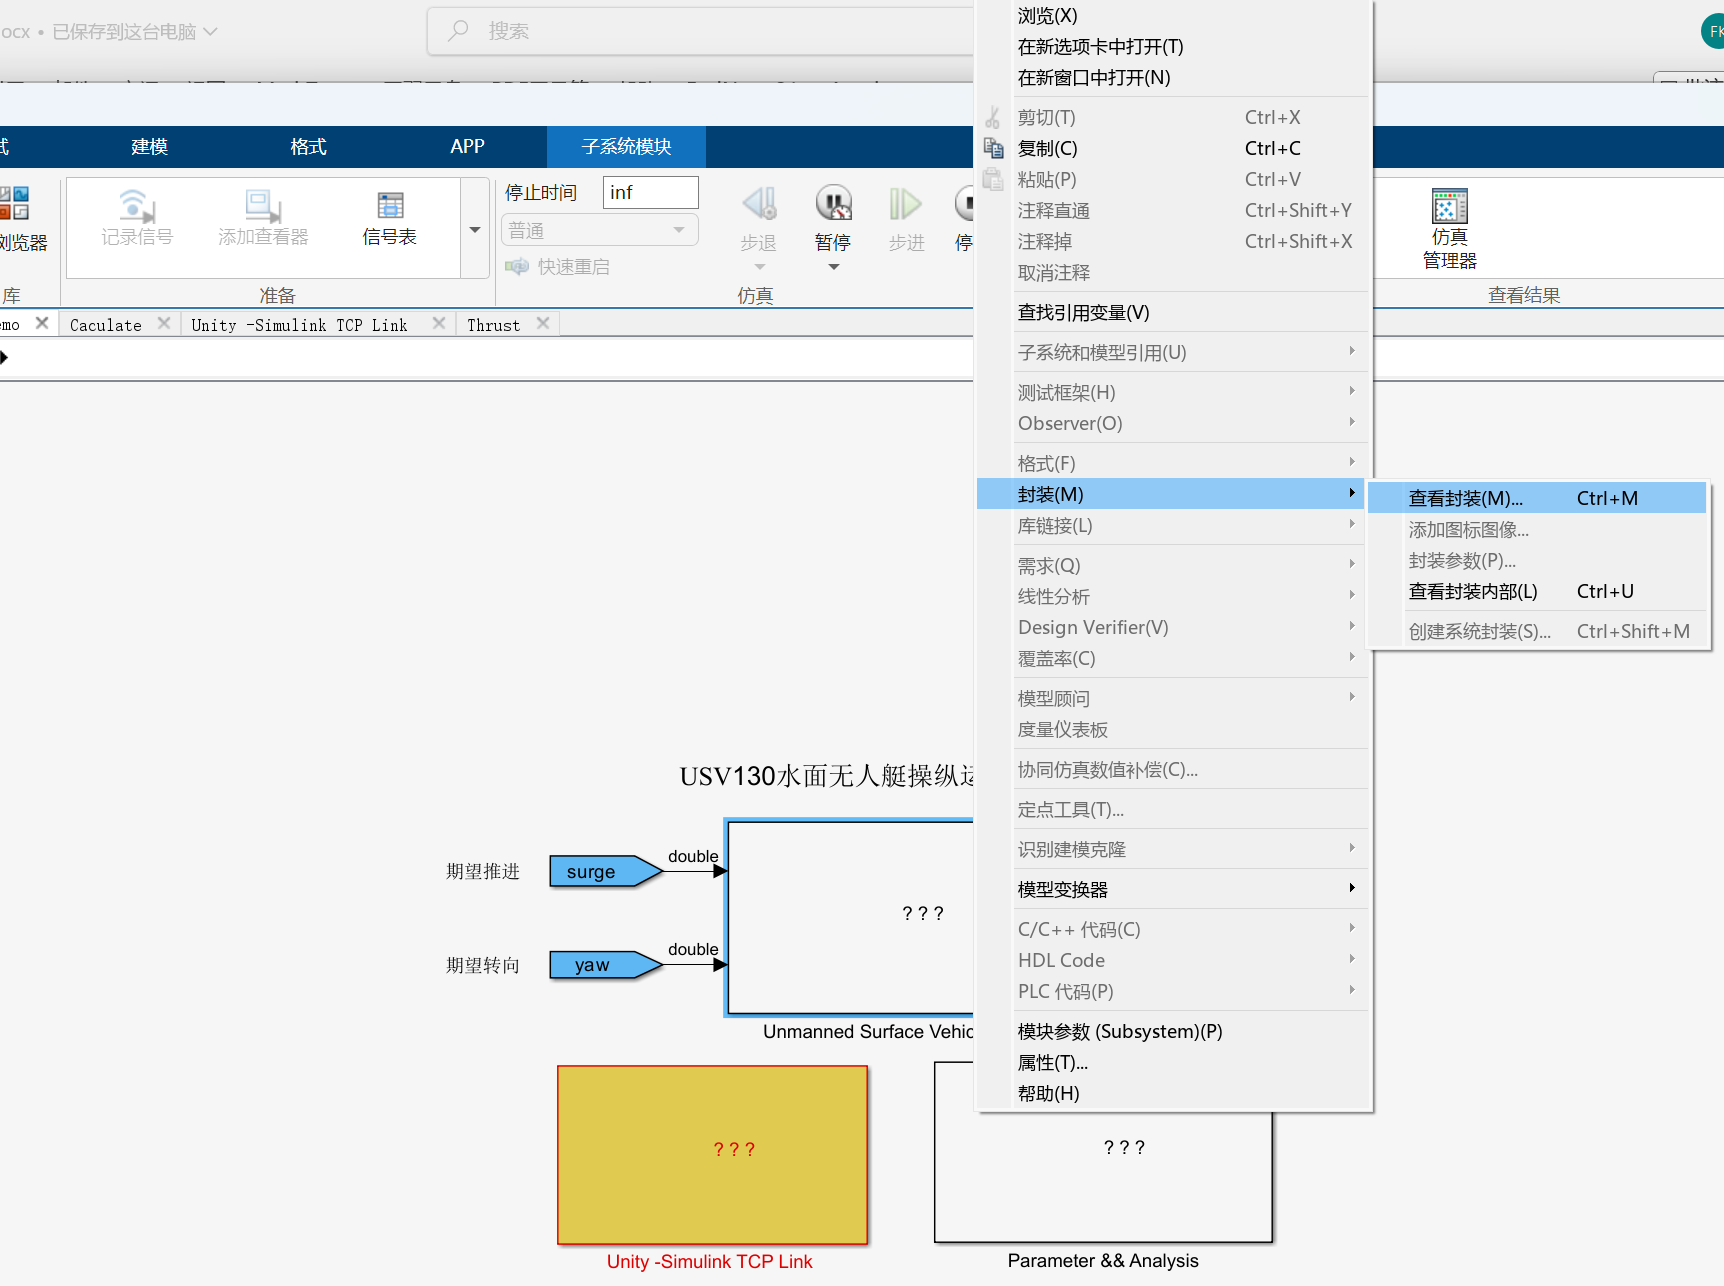 ocx • 已保存到这台电脑
搜索
FK
建模
格式
APP
子系统模块
浏览器
库
记录信号
添加查看器
信号表
准备
停止时间
inf
普通
快速重启
步退
暂停
步进
停
仿真
仿真
管理器
查看结果
Caculate
Unity -Simulink TCP Link
Thrust
浏览(X)
在新选项卡中打开(T)
在新窗口中打开(N)
剪切(T) Ctrl+X
复制(C) Ctrl+C
粘贴(P) Ctrl+V
注释直通 Ctrl+Shift+Y
注释掉 Ctrl+Shift+X
取消注释
查找引用变量(V)
子系统和模型引用(U)
测试框架(H)
Observer(O)
格式(F)
封装(M)
库链接(L)
需求(Q)
线性分析
Design Verifier(V)
覆盖率(C)
模型顾问
度量仪表板
协同仿真数值补偿(C)...
定点工具(T)...
识别建模克隆
模型变换器
C/C++ 代码(C)
HDL Code
PLC 代码(P)
模块参数 (Subsystem)(P)
属性(T)...
帮助(H)
查看封装(M)... Ctrl+M
添加图标图像...
封装参数(P)...
查看封装内部(L) Ctrl+U
创建系统封装(S)... Ctrl+Shift+M
USV130水面无人艇操纵运
期望推进
surge
double
? ? ?
期望转向
yaw
double
Unmanned Surface Vehic
? ? ?
Unity -Simulink TCP Link
? ? ?
Parameter && Analysis